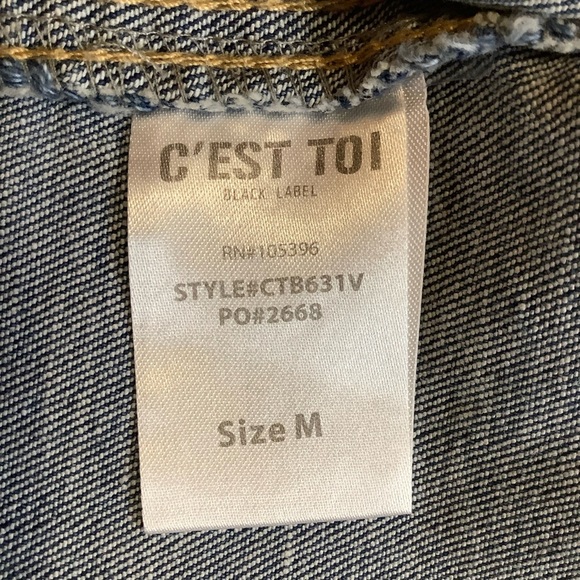 C'EST TOI
BLACK LABEL
RN#105396
STYLE#CTB631V
PO#2668
Size M